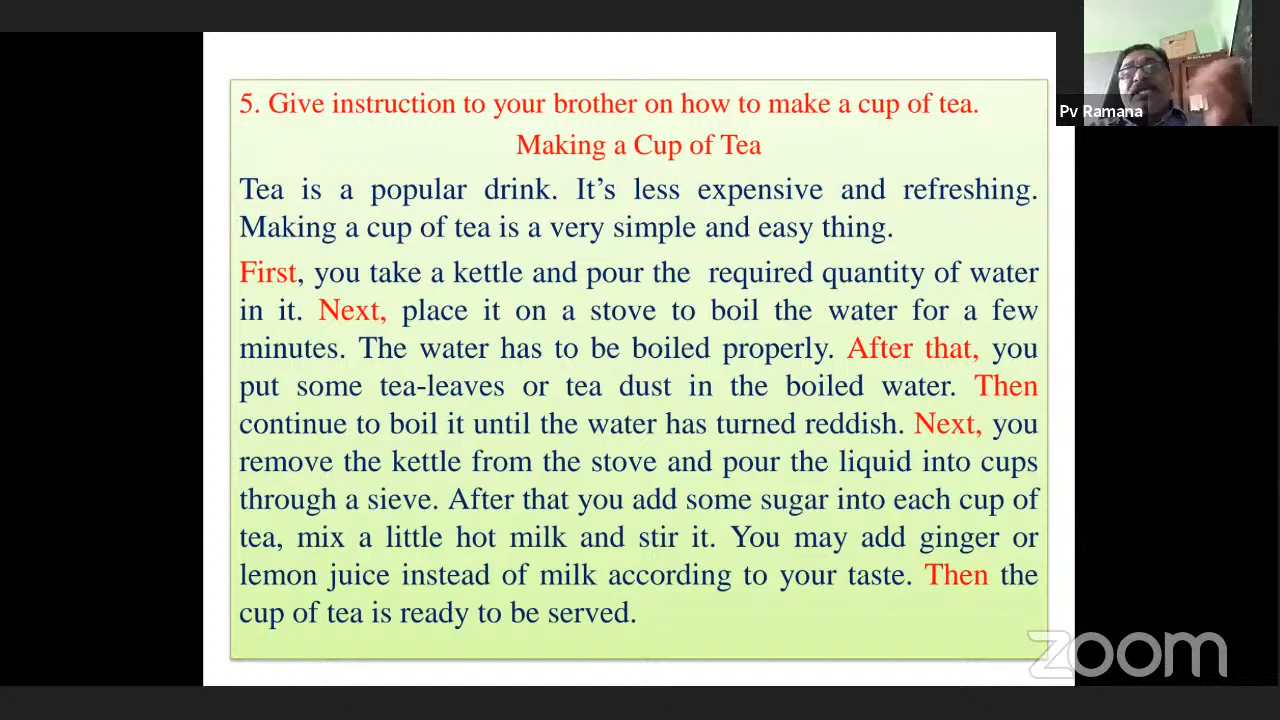 5. Give instruction to your brother on how to make a cup of tea.
Making a Cup of Tea
Tea is a popular drink. It’s less expensive and refreshing.
Making a cup of tea is a very simple and easy thing.
First, you take a kettle and pour the required quantity of water
in it. Next, place it on a stove to boil the water for a few
minutes. The water has to be boiled properly. After that, you
put some tea-leaves or tea dust in the boiled water. Then
continue to boil it until the water has turned reddish. Next, you
remove the kettle from the stove and pour the liquid into cups
through a sieve. After that you add some sugar into each cup of
tea, mix a little hot milk and stir it. You may add ginger or
lemon juice instead of milk according to your taste. Then the
cup of tea is ready to be served.
Pv Ramana
zoom